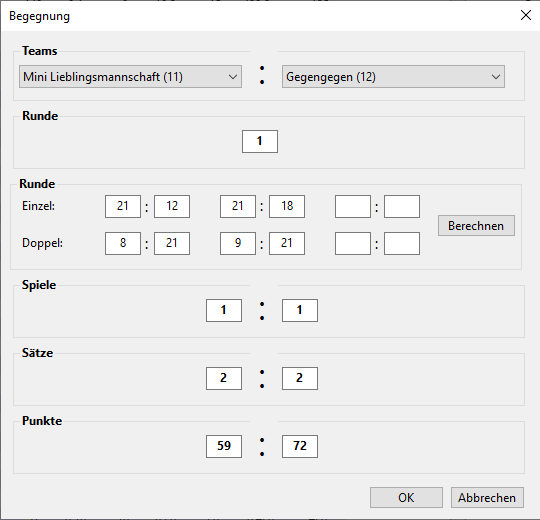 Begegnung
Teams
Mini Lieblingsmannschaft (11) : Gegengegen (12)
Runde
1
Runde
Einzel: 21 : 12 21 : 18 :
Doppel: 8 : 21 9 : 21 :
Berechnen
Spiele
1 : 1
Sätze
2 : 2
Punkte
59 : 72
OK Abbrechen